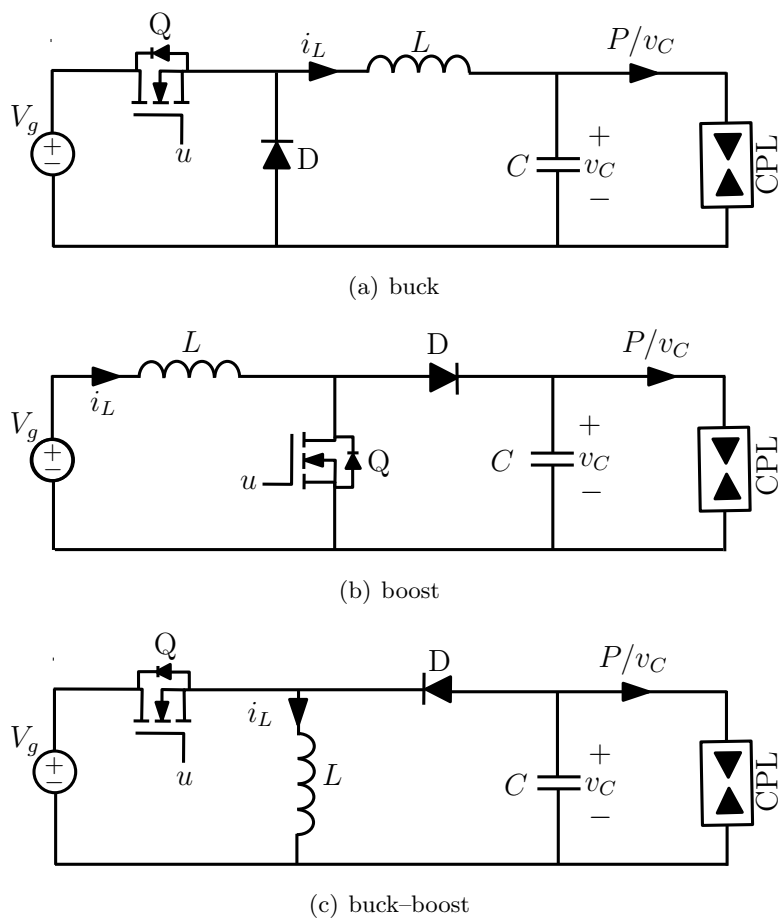 Q
i_L L P/v_C
V_g + − u D C + v_C − CPL
(a) buck
L D P/v_C
i_L
V_g + − u Q C + v_C − CPL
(b) boost
Q D P/v_C
i_L
V_g + − u L C + v_C − CPL
(c) buck–boost